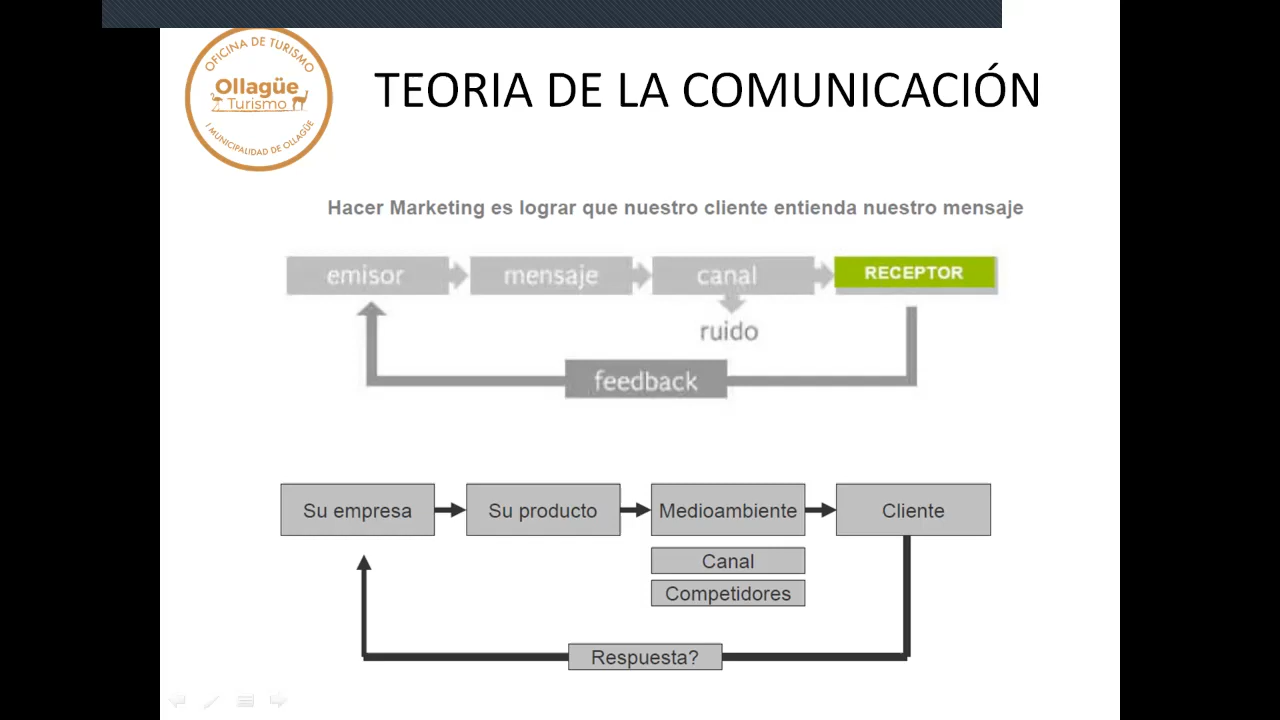 OFICINA DE TURISMO
Ollagüe
Turismo
I MUNICIPALIDAD DE OLLAGÜE
TEORIA DE LA COMUNICACIÓN
Hacer Marketing es lograr que nuestro cliente entienda nuestro mensaje
emisor
mensaje
canal
RECEPTOR
ruido
feedback
Su empresa
Su producto
Medioambiente
Cliente
Canal
Competidores
Respuesta?